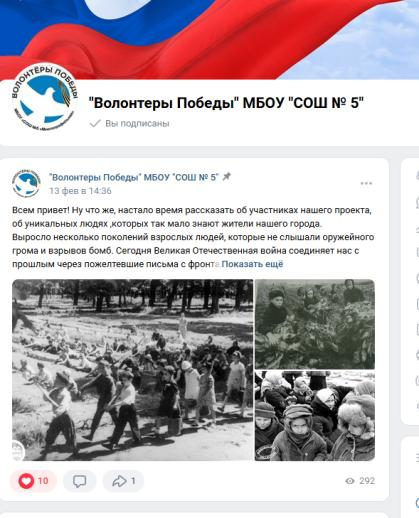 ВОЛОНТЁРЫ ПОБЕДЫ
"Волонтеры Победы" МБОУ "СОШ № 5"
Вы подписаны
"Волонтеры Победы" МБОУ "СОШ № 5"
13 фев в 14:36
Всем привет! Ну что же, настало время рассказать об участниках нашего проекта,
об уникальных людях ,которых так мало знают жители нашего города.
Выросло несколько поколений взрослых людей, которые не слышали оружейного
грома и взрывов бомб. Сегодня Великая Отечественная война соединяет нас с
прошлым через пожелтевшие письма с фронта Показать ещё
10
1
292